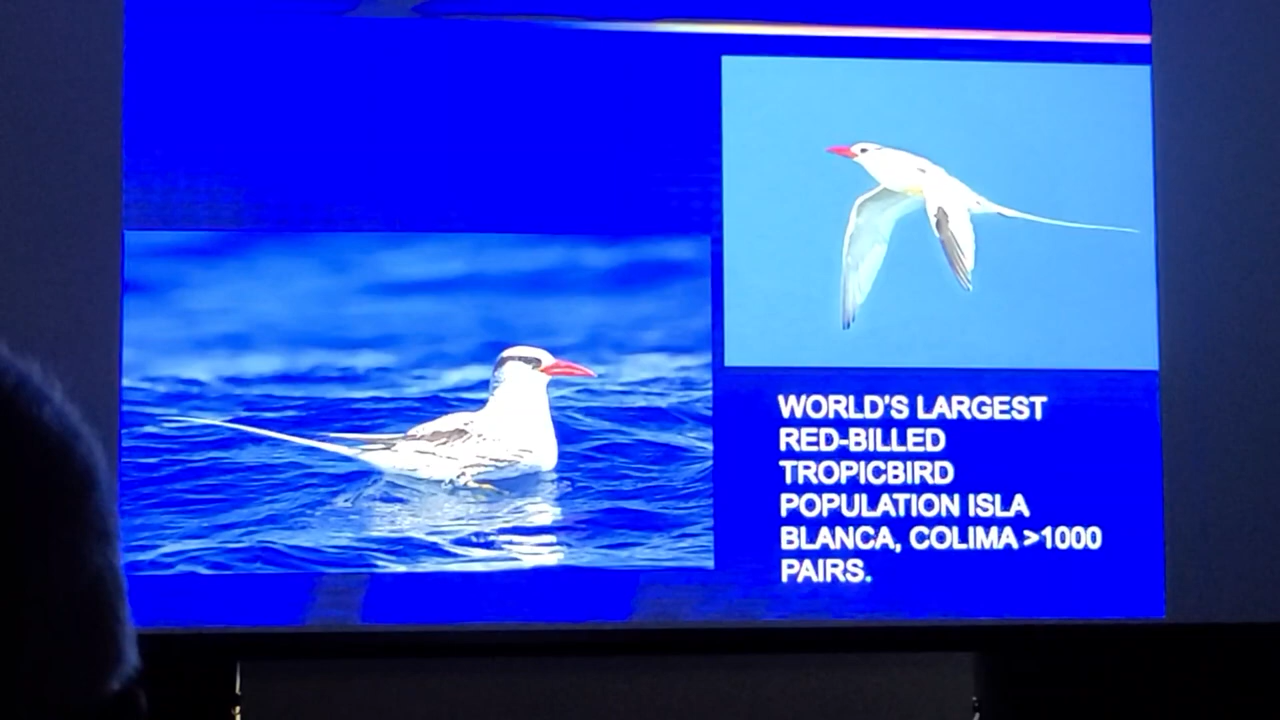 WORLD'S LARGEST
RED-BILLED
TROPICBIRD
POPULATION ISLA
BLANCA, COLIMA >1000
PAIRS.